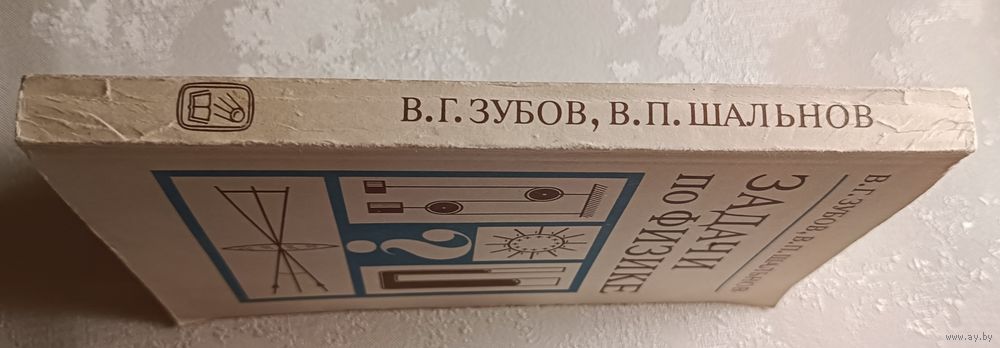 В.Г. ЗУБОВ, В.П. ШАЛЬНОВ
В.Г. ЗУБОВ, В.П. ШАЛЬНОВ
ЗАДАЧИ
ПО ФИЗИКЕ
?
www.ay.by